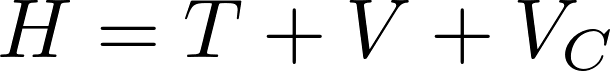 H = T + V + V_C